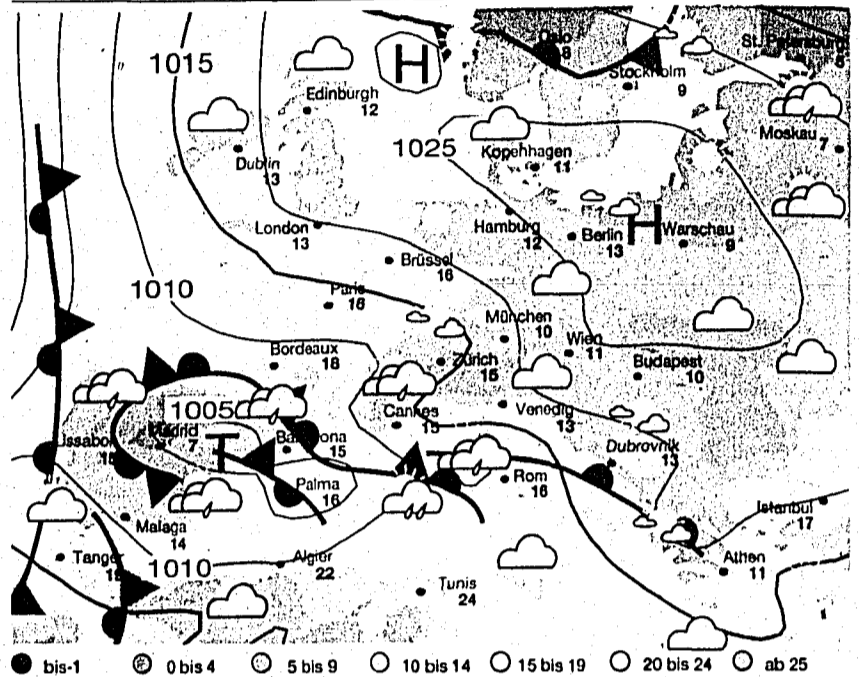 1015
H
Oslo
8
St. Petersburg
8
Edinburgh
12
Stockholm
9
Moskau 7
1025
Kopenhagen
11
Dublin
13
London
13
Hamburg
12
Berlin
13
H
Warschau
9
Brüssel
16
1010
Paris
16
München
10
Wien
11
Bordeaux
18
Zürich
15
Budapest
10
1005
Cannes
15
Venedig
13
Madrid
7
T
15
Dubrovnik
13
Palma
16
Rom
16
Istanbul
17
Malaga
14
Tanger
1010
Algier
22
Athen
11
Tunis
24
bis-1
0 bis 4
5 bis 9
10 bis 14
15 bis 19
20 bis 24
ab 25